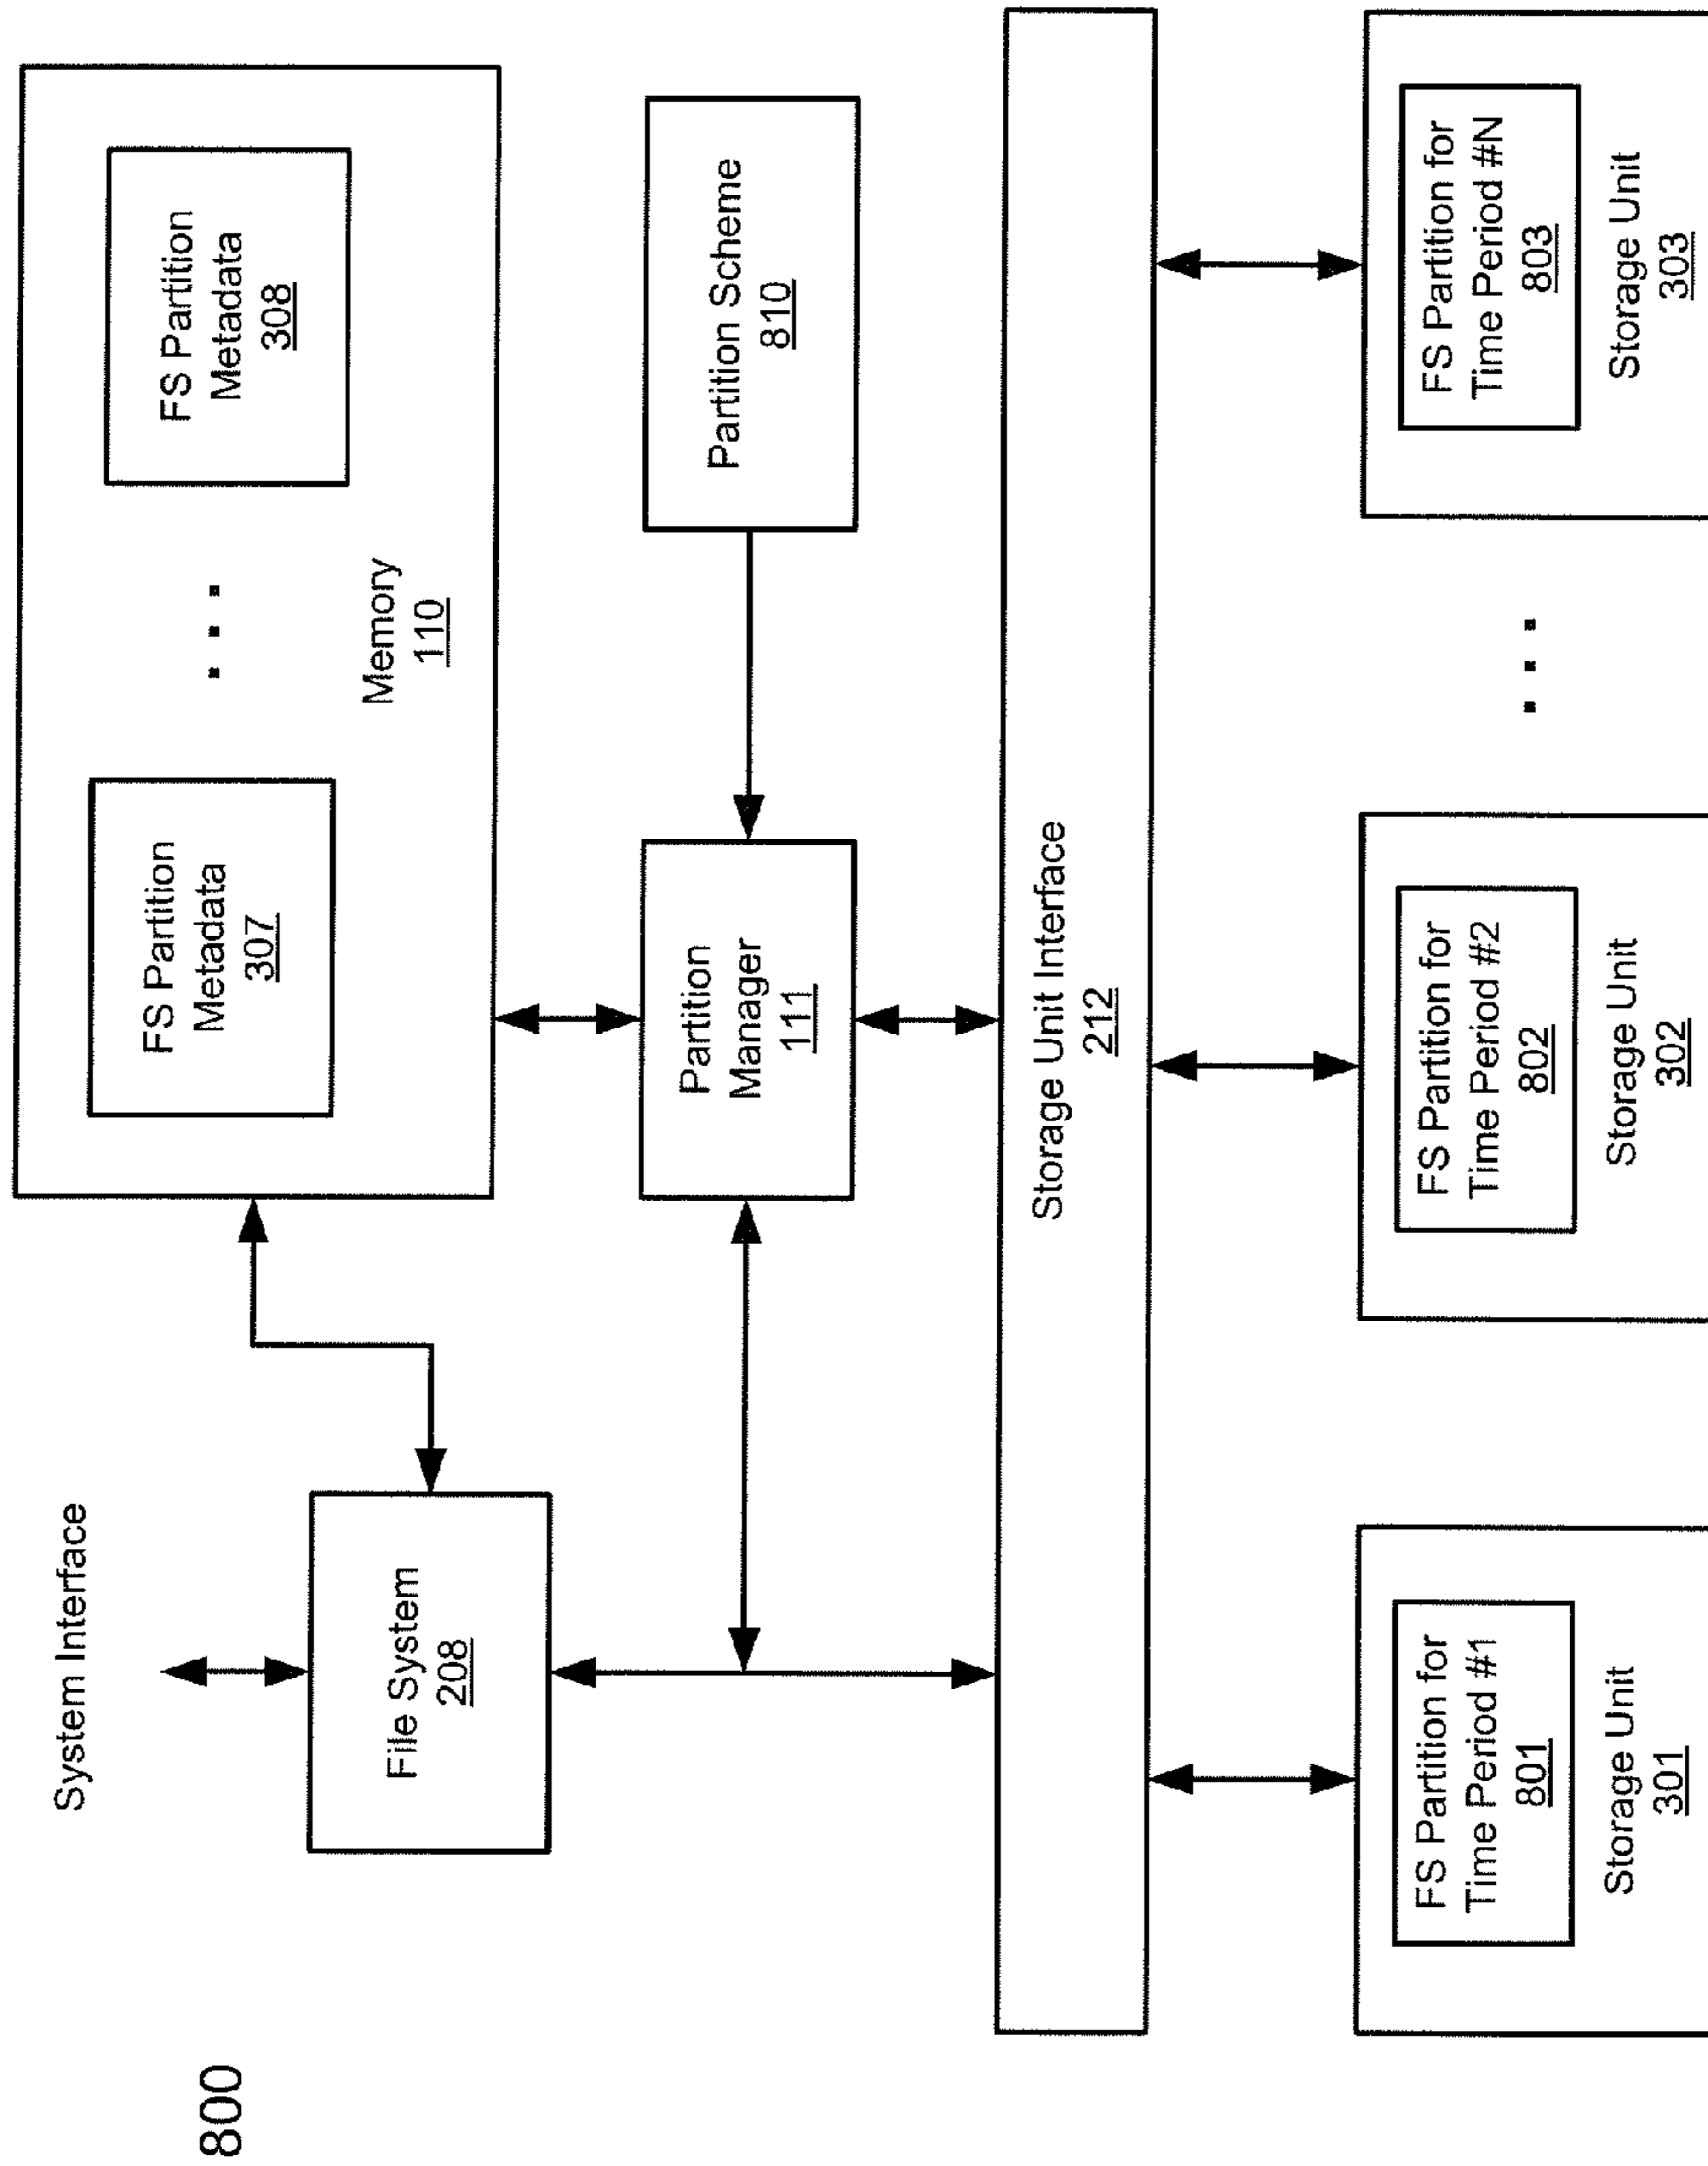 800
System Interface
File System
208
FS Partition
Metadata
307
. . .
FS Partition
Metadata
308
Memory
110
Partition
Manager
111
Partition Scheme
810
Storage Unit Interface
212
FS Partition for
Time Period #1
801
Storage Unit
301
FS Partition for
Time Period #2
802
Storage Unit
302
. . .
FS Partition for
Time Period #N
803
Storage Unit
303